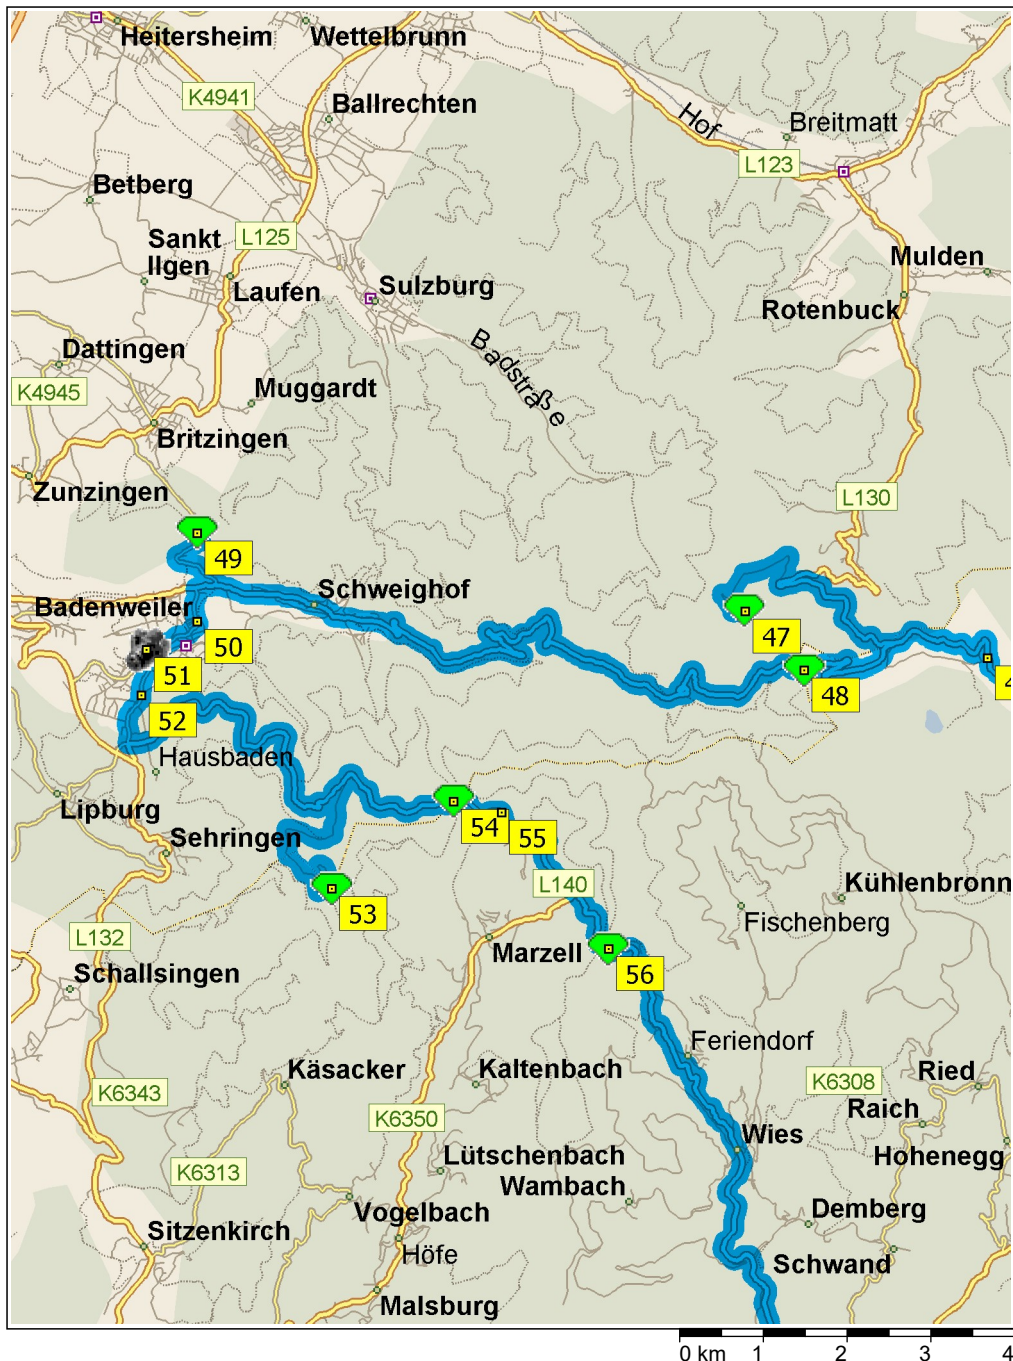 Heitersheim
Wettelbrunn
K4941
Ballrechten
Hof
Breitmatt
L123
Betberg
Sankt
Ilgen
L125
Laufen
Sulzburg
Mulden
Rotenbuck
Badstraße
Dattingen
K4945
Muggardt
Britzingen
Zunzingen
L130
49
Schweighof
Badenweiler
47
50
51
48
4
52
Hausbaden
Lipburg
Sehringen
54
55
L140
53
Kühlenbronn
Fischenberg
L132
Marzell
Schallsingen
56
Feriendorf
Käsacker
Kaltenbach
K6308
Ried
K6343
K6350
Raich
Wies
Hohenegg
K6313
Lütschenbach
Wambach
Vogelbach
Demberg
Sitzenkirch
Höfe
Schwand
Malsburg
0 km 1 2 3 4